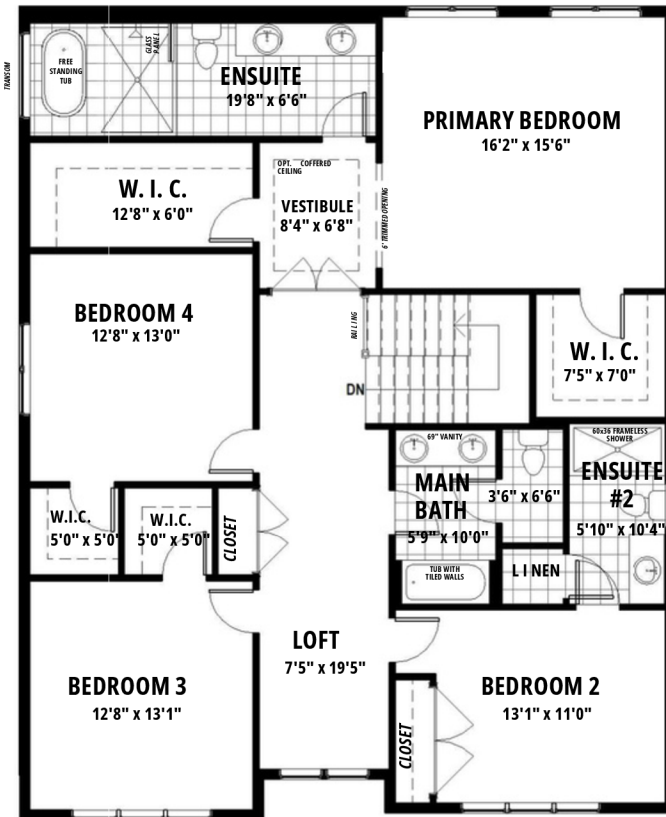 TRANSOM
FREE
STANDING
TUB
GLASS
PANEL
ENSUITE
19'8" x 6'6"
PRIMARY BEDROOM
16'2" x 15'6"
W. I. C.
12'8" x 6'0"
OPT. COFFERED
CEILING
VESTIBULE
8'4" x 6'8"
6' TRIMMED OPENING
BEDROOM 4
12'8" x 13'0"
RAILING
DN
W. I. C.
7'5" x 7'0"
69" VANITY
MAIN
BATH
5'9" x 10'0"
TUB WITH
TILED WALLS
3'6" x 6'6"
60x36 FRAMELESS
SHOWER
ENSUITE
#2
5'10" x 10'4"
LINEN
W.I.C.
5'0" x 5'0"
W.I.C.
5'0" x 5'0"
CLOSET
LOFT
7'5" x 19'5"
BEDROOM 3
12'8" x 13'1"
BEDROOM 2
13'1" x 11'0"
CLOSET